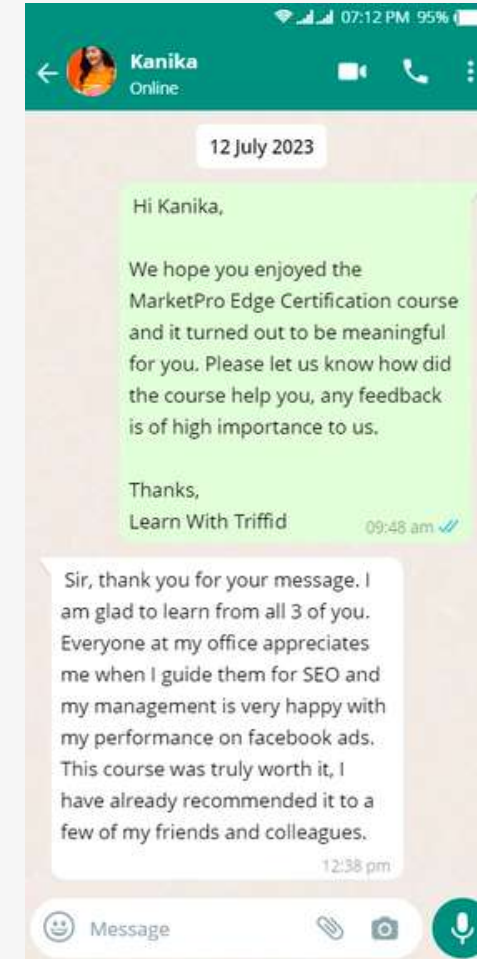 07:12 PM 95%
Kanika
Online
12 July 2023
Hi Kanika,
We hope you enjoyed the
MarketPro Edge Certification course
and it turned out to be meaningful
for you. Please let us know how did
the course help you, any feedback
is of high importance to us.
Thanks,
Learn With Triffid
09:48 am
Sir, thank you for your message. I
am glad to learn from all 3 of you.
Everyone at my office appreciates
me when I guide them for SEO and
my management is very happy with
my performance on facebook ads.
This course was truly worth it, I
have already recommended it to a
few of my friends and colleagues.
12:38 pm
Message